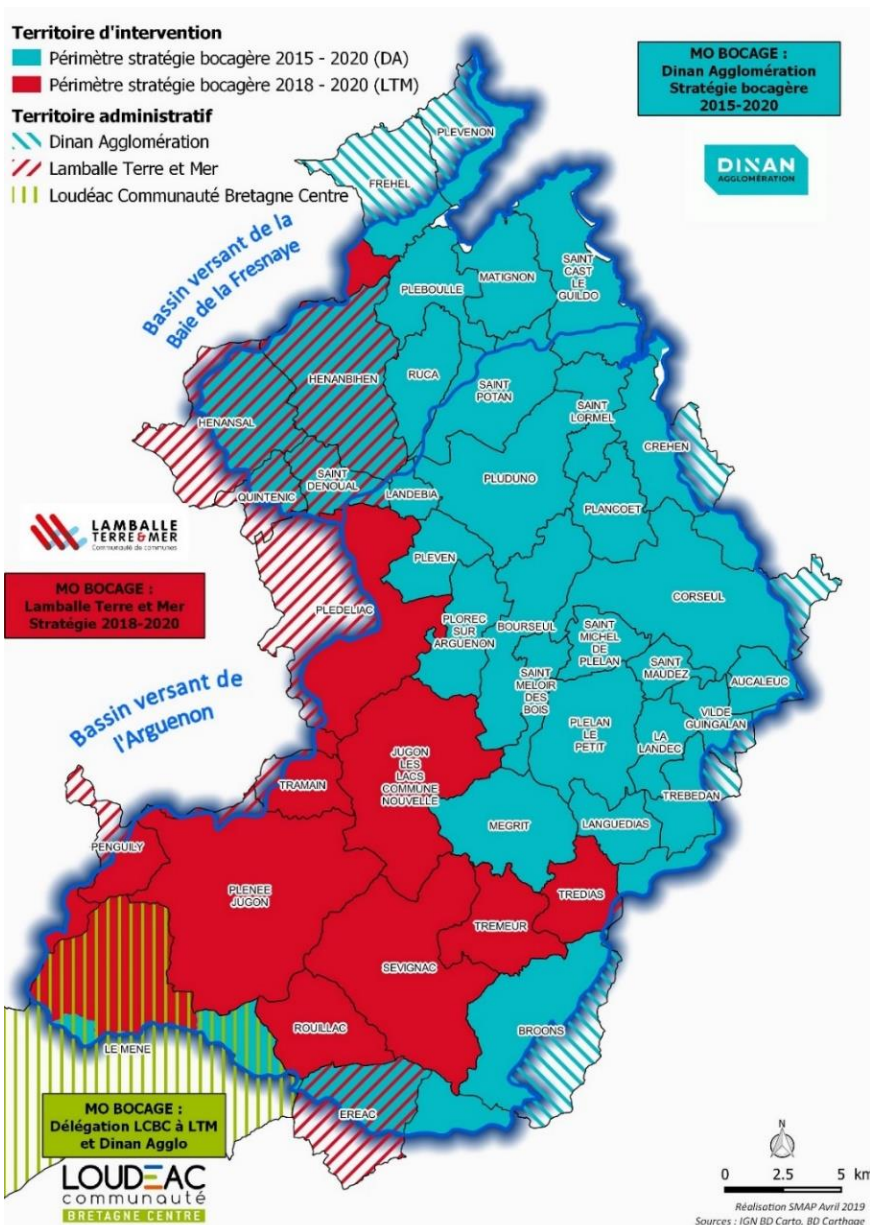 Territoire d'intervention
Périmètre stratégie bocagère 2015 - 2020 (DA)
Périmètre stratégie bocagère 2018 - 2020 (LTM)
Territoire administratif
Dinan Agglomération
Lamballe Terre et Mer
Loudéac Communauté Bretagne Centre
MO BOCAGE :
Dinan Agglomération
Stratégie bocagère
2015-2020
DINAN
AGGLOMÉRATION
PLEVENON
FREHEL
Bassin versant de la
Baie de la Fresnaye
SAINT
CAST
LE
GUILDO
MATIGNON
PLEBOULLE
HENANBIHEN
RUCA
SAINT
POTAN
SAINT
LORMEL
HENANSAL
CREHEN
PLUDUNO
SAINT
DENOUAL
QUINTENIC
LANDEBIA
PLANCOET
LAMBALLE
TERRE & MER
Communauté de communes
PLEVEN
MO BOCAGE :
Lamballe Terre et Mer
Stratégie 2018-2020
PLEDELIAC
CORSEUL
PLOREC
SUR
ARGUENON
BOURSEUL
SAINT
MICHEL
DE
PLELAN
SAINT
MAUDEZ
SAINT
MELOIR
DES
BOIS
AUCALEUC
Bassin versant de
l'Arguenon
VILDE
GUINGALAN
PLELAN
LE
PETIT
LA
LANDEC
JUGON
LES
LACS
COMMUNE
NOUVELLE
TRAMAIN
TREBEDAN
MEGRIT
LANGUEDIAS
PENGUILY
PLENEE
JUGON
TREDIAS
TREMEUR
SEVIGNAC
ROUILLAC
BROONS
LE MENE
EREAC
MO BOCAGE :
Délégation LCBC à LTM
et Dinan Agglo
LOUDEAC
communauté
BRETAGNE CENTRE
N
0 2.5 5 km
Réalisation SMAP Avril 2019
Sources : IGN BD Carto, BD Carthage